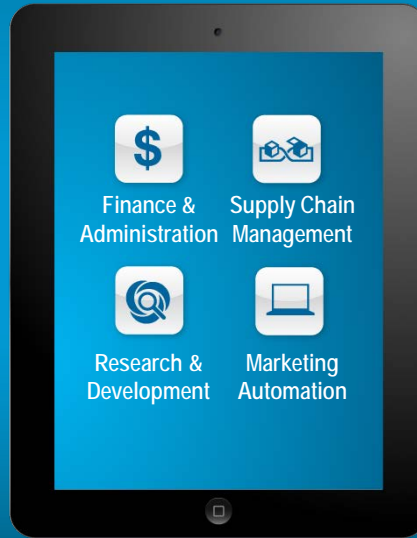 $
Finance &
Administration
Supply Chain
Management
Research &
Development
Marketing
Automation